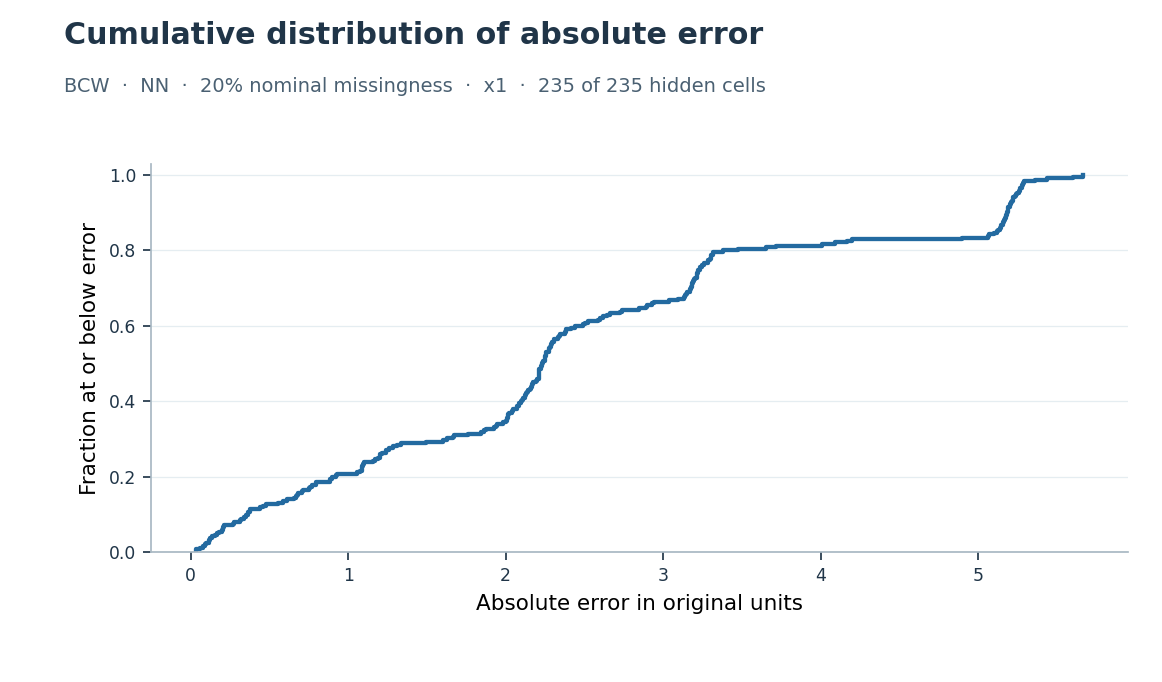 Cumulative distribution of absolute error
BCW · NN · 20% nominal missingness · x1 · 235 of 235 hidden cells
Fraction at or below error
1.0
0.8
0.6
0.4
0.2
0.0
0 1 2 3 4 5
Absolute error in original units